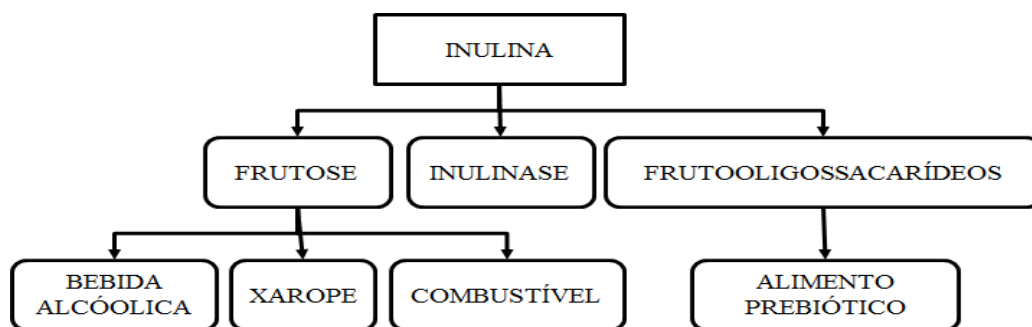 INULINA
FRUTOSE
INULINASE
FRUTOOLIGOSSACARÍDEOS
BEBIDA
ALCÓOLICA
XAROPE
COMBUSTÍVEL
ALIMENTO
PREBIÓTICO